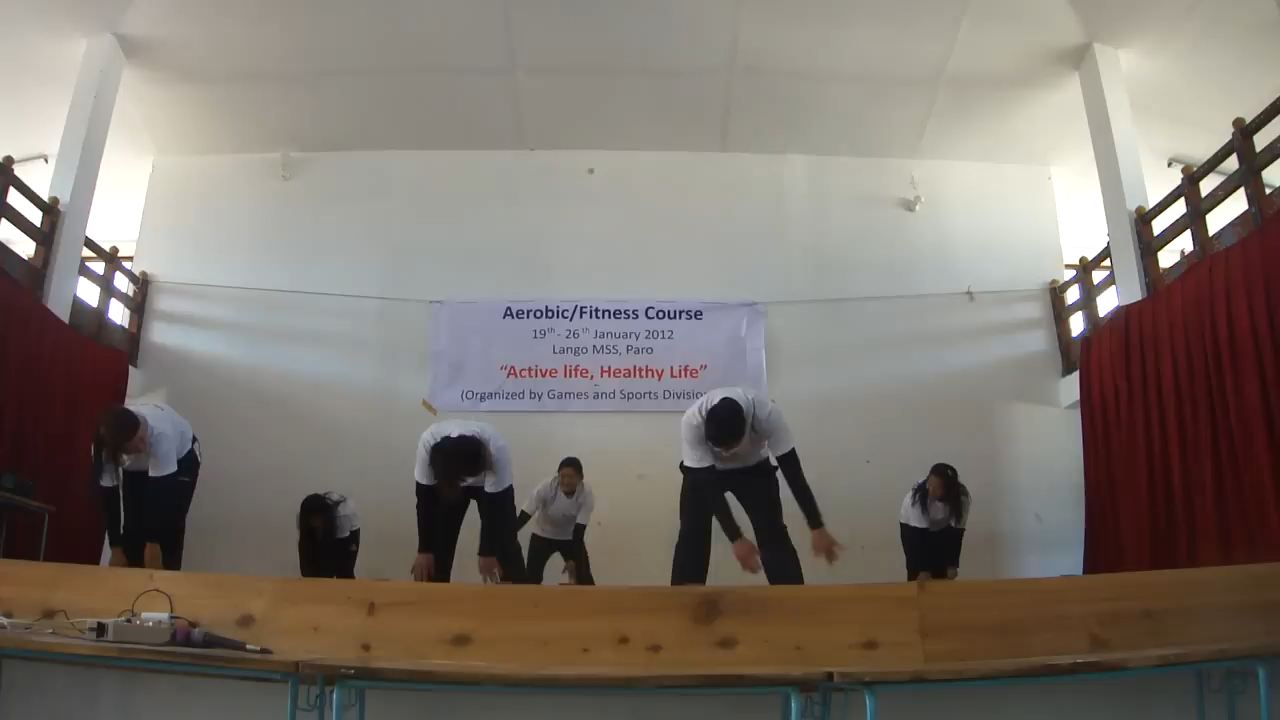 Aerobic/Fitness Course
19th - 26th January 2012
Lango MSS, Paro
“Active life, Healthy Life”
(Organized by Games and Sports